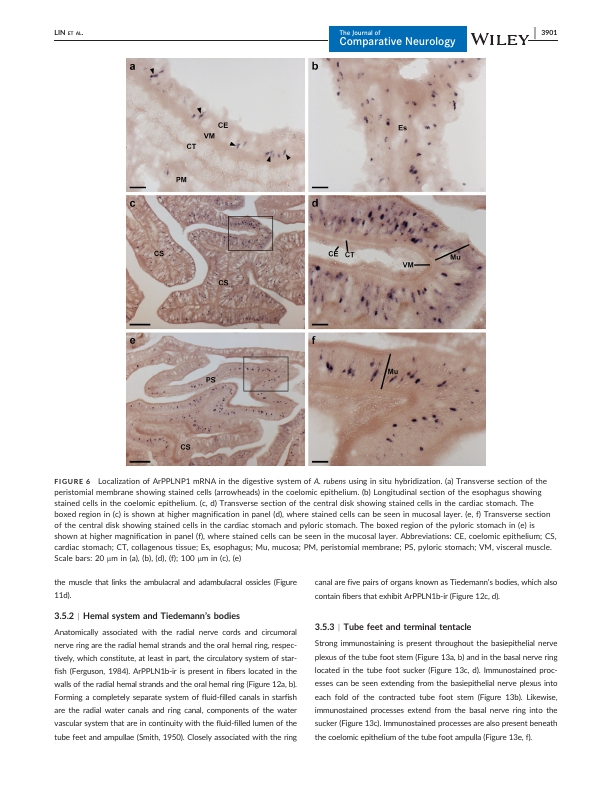 LIN ET AL.
The Journal of
Comparative Neurology
WILEY
3901
a
CE
VM
CT
PM
b
Es
c
CS
CS
d
CE
CT
VM
Mu
e
PS
CS
f
Mu
FIGURE 6 Localization of ArPPLNP1 mRNA in the digestive system of A. rubens using in situ hybridization. (a) Transverse section of the
peristomial membrane showing stained cells (arrowheads) in the coelomic epithelium. (b) Longitudinal section of the esophagus showing
stained cells in the coelomic epithelium. (c, d) Transverse section of the central disk showing stained cells in the cardiac stomach. The
boxed region in (c) is shown at higher magnification in panel (d), where stained cells can be seen in mucosal layer. (e, f) Transverse section
of the central disk showing stained cells in the cardiac stomach and pyloric stomach. The boxed region of the pyloric stomach in (e) is
shown at higher magnification in panel (f), where stained cells can be seen in the mucosal layer. Abbreviations: CE, coelomic epithelium; CS,
cardiac stomach; CT, collagenous tissue; Es, esophagus; Mu, mucosa; PM, peristomial membrane; PS, pyloric stomach; VM, visceral muscle.
Scale bars: 20 μm in (a), (b), (d), (f); 100 μm in (c), (e)
the muscle that links the ambulacral and adambulacral ossicles (Figure
11d).
3.5.2 | Hemal system and Tiedemann's bodies
Anatomically associated with the radial nerve cords and circumoral
nerve ring are the radial hemal strands and the oral hemal ring, respec-
tively, which constitute, at least in part, the circulatory system of star-
fish (Ferguson, 1984). ArPPLN1b-ir is present in fibers located in the
walls of the radial hemal strands and the oral hemal ring (Figure 12a, b).
Forming a completely separate system of fluid-filled canals in starfish
are the radial water canals and ring canal, components of the water
vascular system that are in continuity with the fluid-filled lumen of the
tube feet and ampullae (Smith, 1950). Closely associated with the ring
canal are five pairs of organs known as Tiedemann's bodies, which also
contain fibers that exhibit ArPPLN1b-ir (Figure 12c, d).
3.5.3 | Tube feet and terminal tentacle
Strong immunostaining is present throughout the basiepithelial nerve
plexus of the tube foot stem (Figure 13a, b) and in the basal nerve ring
located in the tube foot sucker (Figure 13c, d). Immunostained proc-
esses can be seen extending from the basiepithelial nerve plexus into
each fold of the contracted tube foot stem (Figure 13b). Likewise,
immunostained processes extend from the basal nerve ring into the
sucker (Figure 13c). Immunostained processes are also present beneath
the coelomic epithelium of the tube foot ampulla (Figure 13e, f).